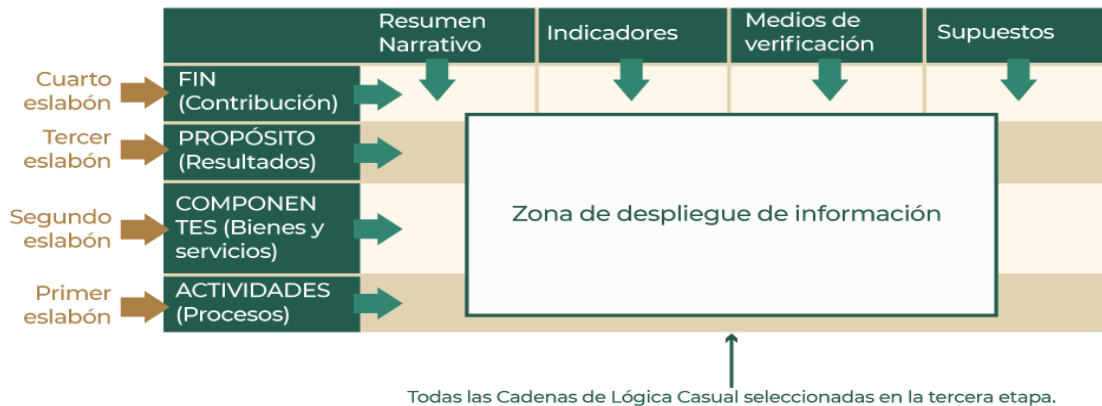 Resumen
Narrativo
Indicadores
Medios de
verificación
Supuestos
Cuarto
eslabón
FIN
(Contribución)
Tercer
eslabón
PROPÓSITO
(Resultados)
Segundo
eslabón
COMPONEN
TES (Bienes y
servicios)
Primer
eslabón
ACTIVIDADES
(Procesos)
Zona de despliegue de información
Todas las Cadenas de Lógica Casual seleccionadas en la tercera etapa.